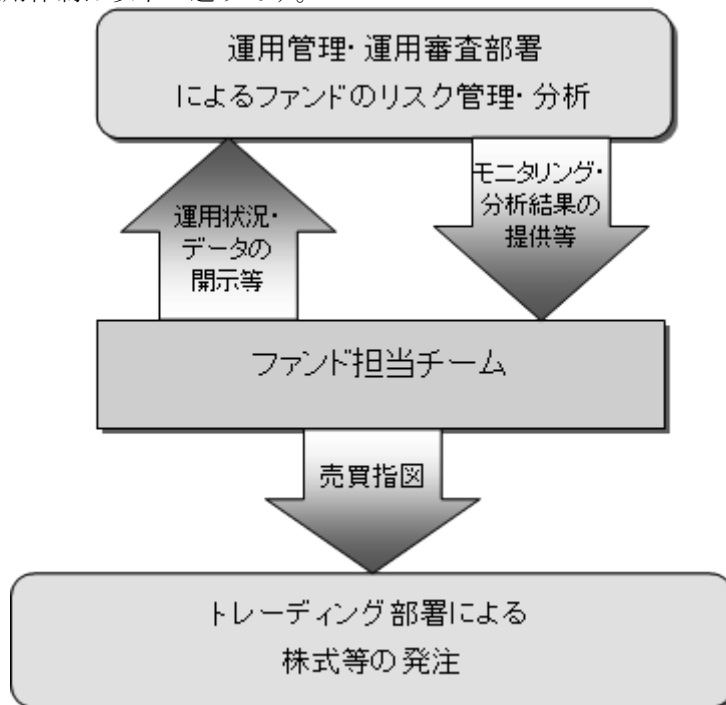 運用管理・運用審査部署
によるファンドのリスク管理・分析
モニタリング・
分析結果の
提供等
運用状況・
データの
開示等
ファンド担当チーム
売買指図
トレーディング部署による
株式等の発注